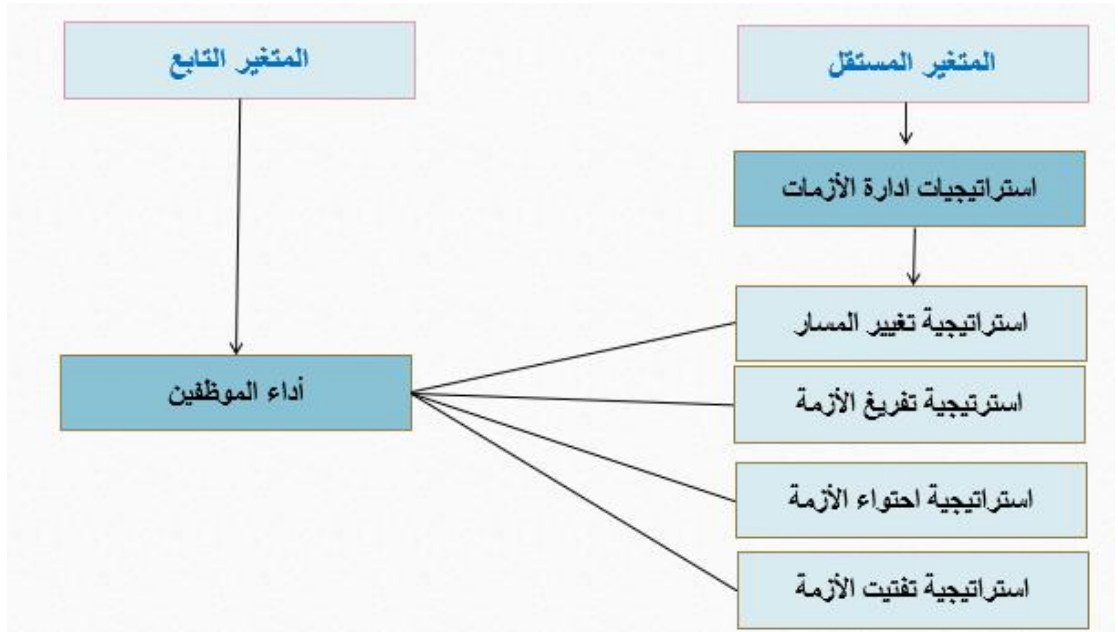 المتغير المستقل
المتغير التابع
استراتيجيات ادارة الأزمات
استراتيجية تغيير المسار
أداء الموظفين
استرتيجية تفريغ الأزمة
استراتيجية احتواء الأزمة
استراتيجية تفتيت الأزمة